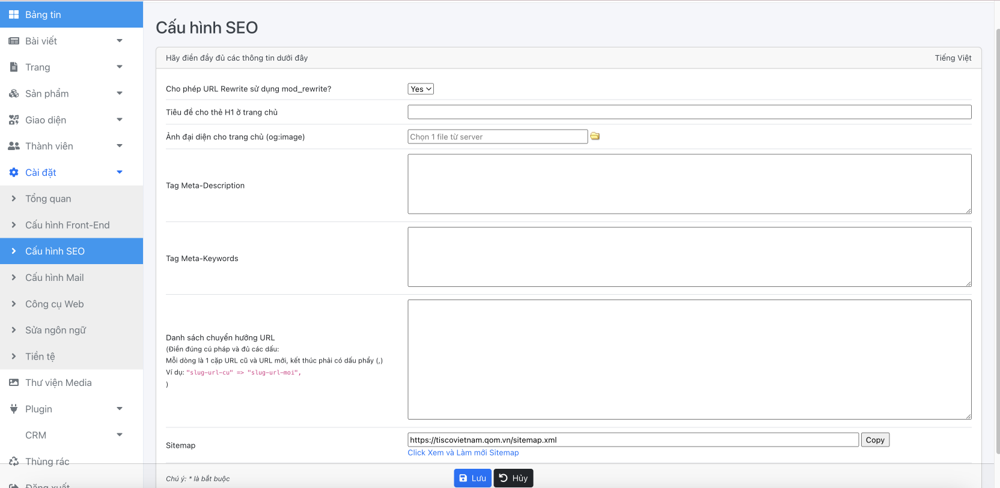 Bảng tin
Bài viết
Trang
Sản phẩm
Giao diện
Thành viên
Cài đặt
Tổng quan
Cấu hình Front-End
Cấu hình SEO
Cấu hình Mail
Công cụ Web
Sửa ngôn ngữ
Tiền tệ
Thư viện Media
Plugin
CRM
Thùng rác
Đăng xuất
Cấu hình SEO
Hãy điền đầy đủ các thông tin dưới đây
Tiếng Việt
Cho phép URL Rewrite sử dụng mod_rewrite?
Yes
Tiêu đề cho thẻ H1 ở trang chủ
Ảnh đại diện cho trang chủ (og:image)
Chọn 1 file từ server
Tag Meta-Description
Tag Meta-Keywords
Danh sách chuyển hướng URL
(Điền đúng cú pháp và đủ các dấu:
Mỗi dòng là 1 cặp URL cũ và URL mới, kết thúc phải có dấu phẩy (,)
Ví dụ: "slug-url-cu" => "slug-url-moi",
)
Sitemap
https://tiscovietnam.qom.vn/sitemap.xml
Copy
Click Xem và Làm mới Sitemap
Chú ý: * là bắt buộc
Lưu
Hủy